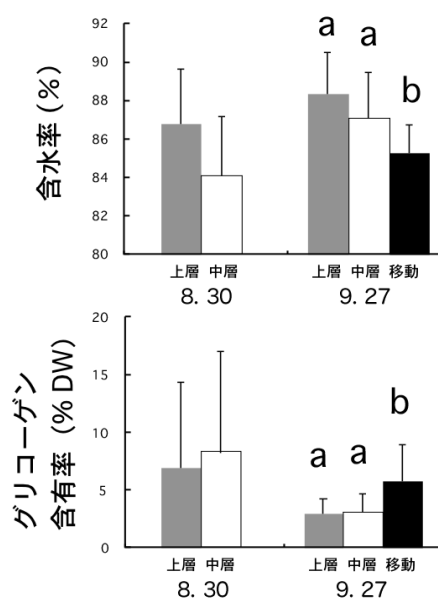 含水率 (%)
92
90
88
86
84
82
80
a
a
b
上層 中層
上層 中層 移動
8. 30
9. 27
グリコーゲン
含有率 (% DW)
20
15
10
5
0
a
a
b
上層 中層
上層 中層 移動
8. 30
9. 27